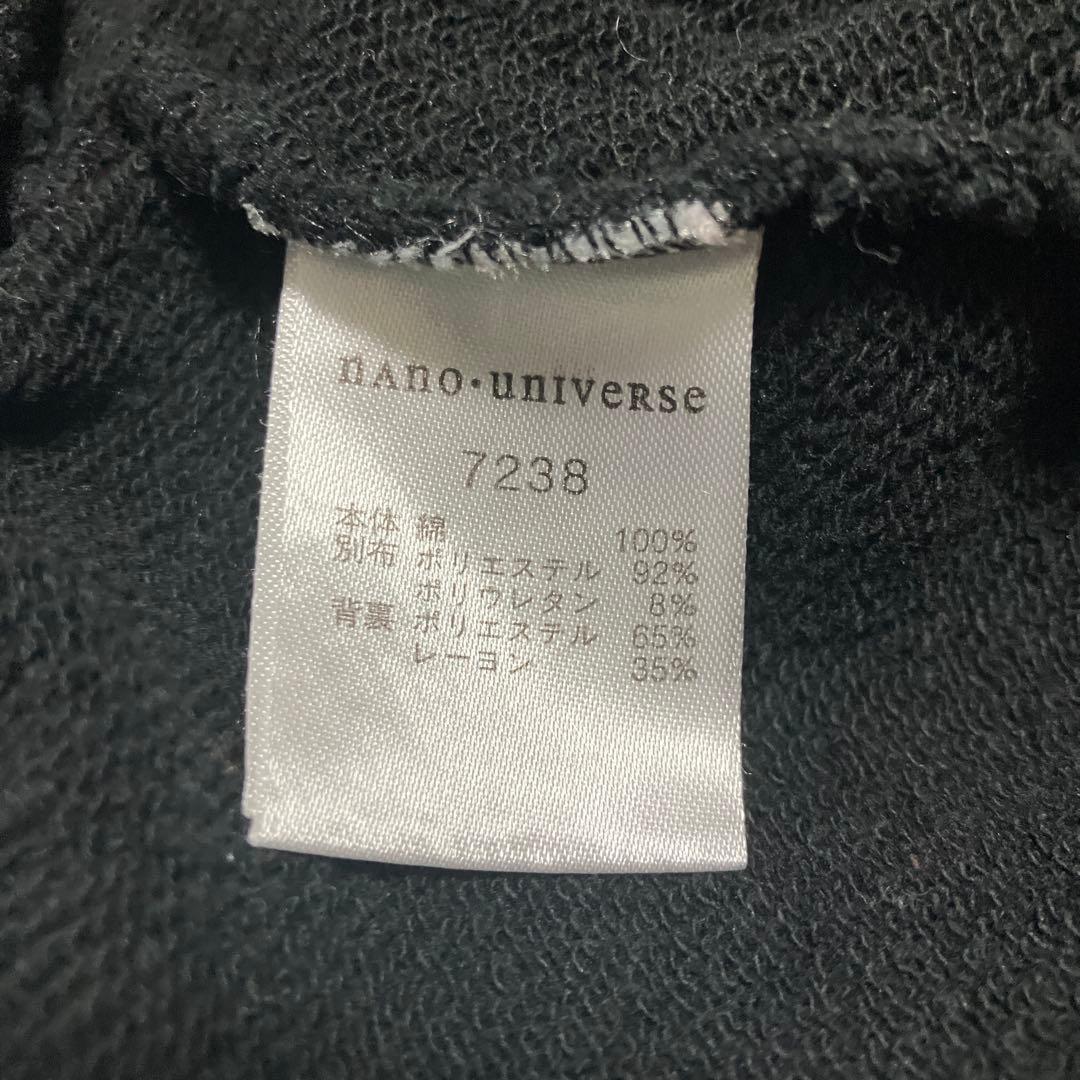 nano·universe
7238
本体 綿 100%
別布 ポリエステル 92%
ポリウレタン 8%
背裏 ポリエステル 65%
レーヨン 35%